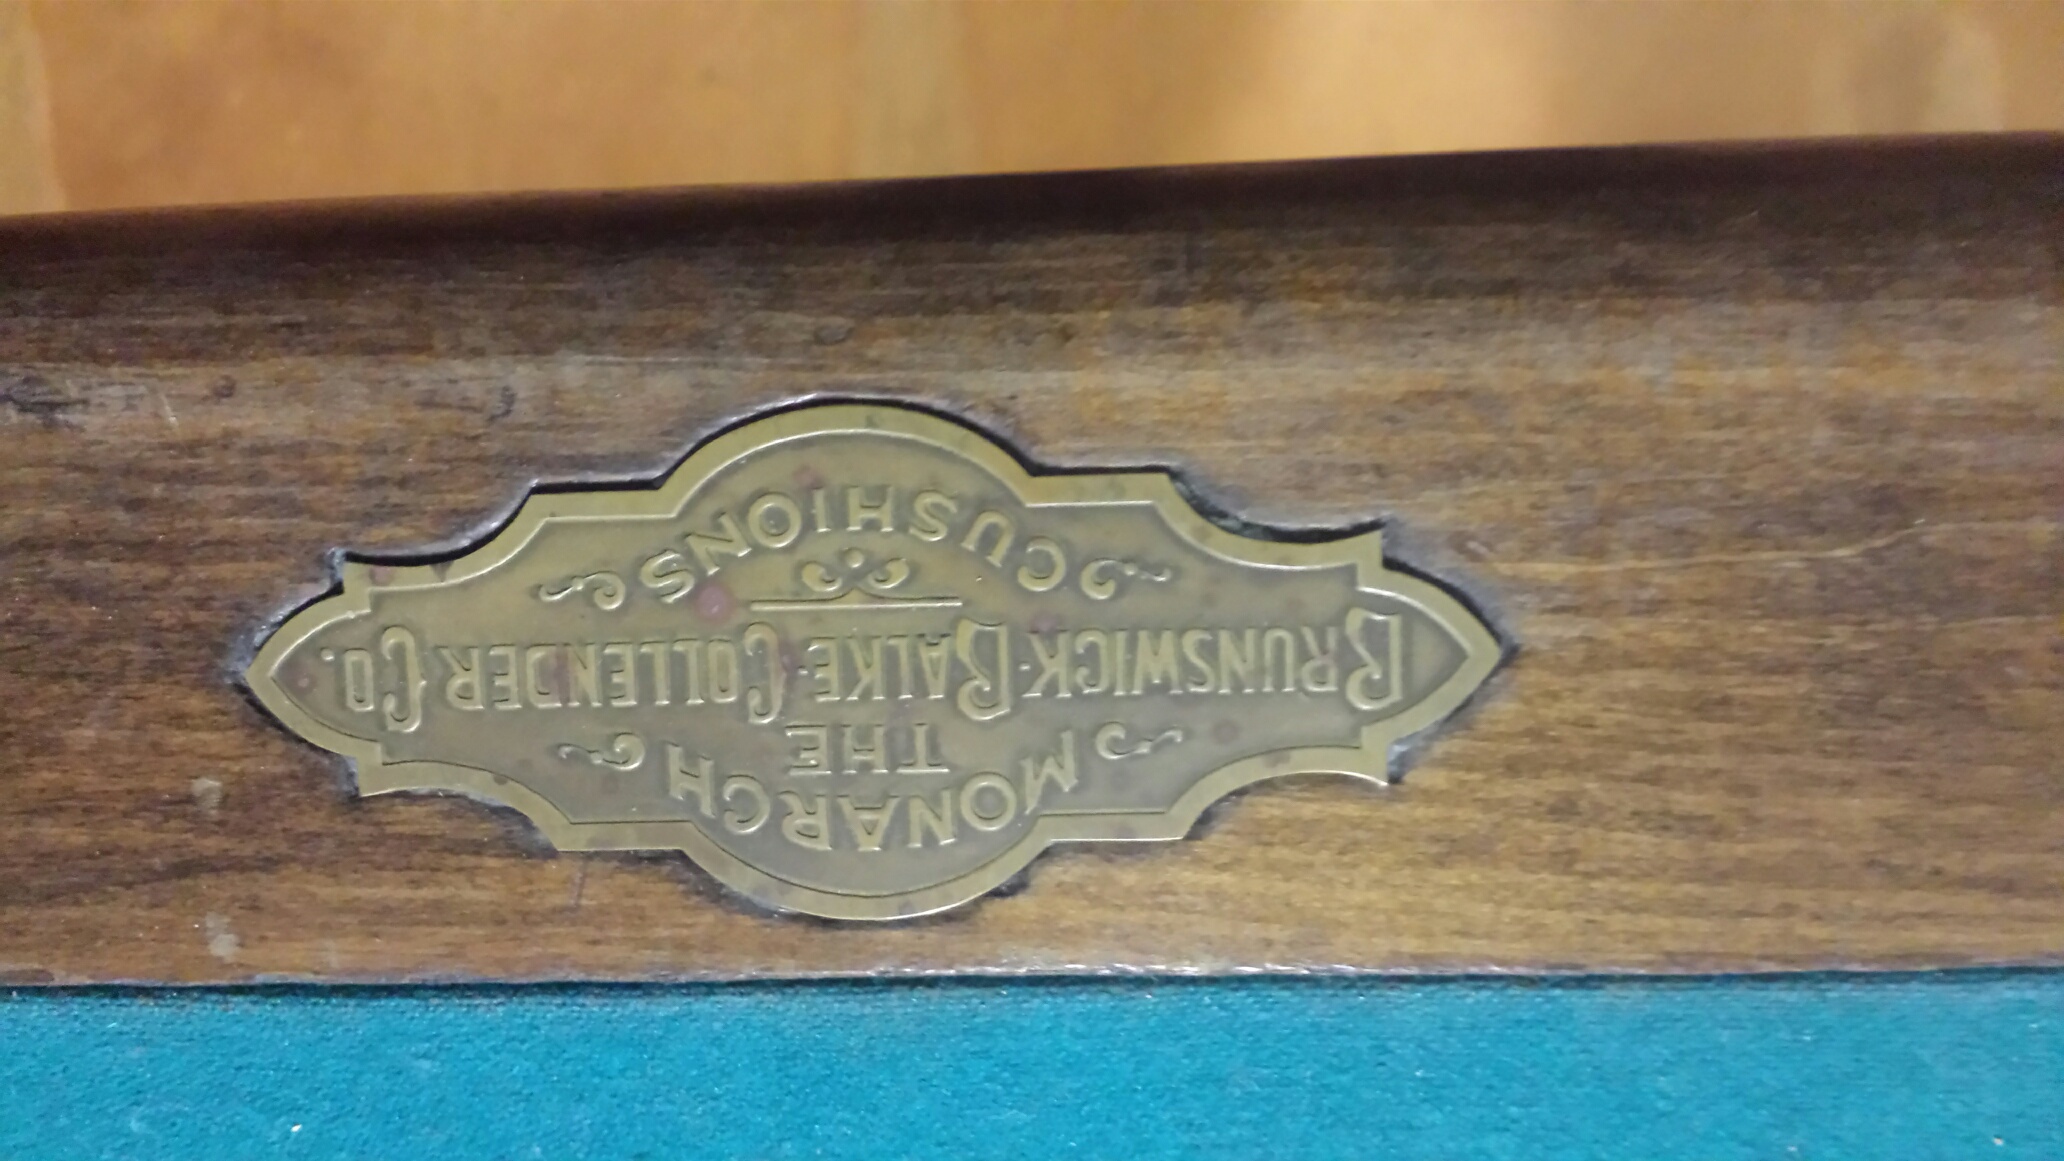 MONARCH
THE
BRUNSWICK-BALKE-COLLENDER CO.
CUSHIONS